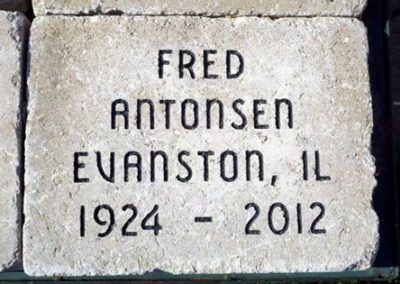 FRED
ANTONSEN
EVANSTON, IL
1924 - 2012